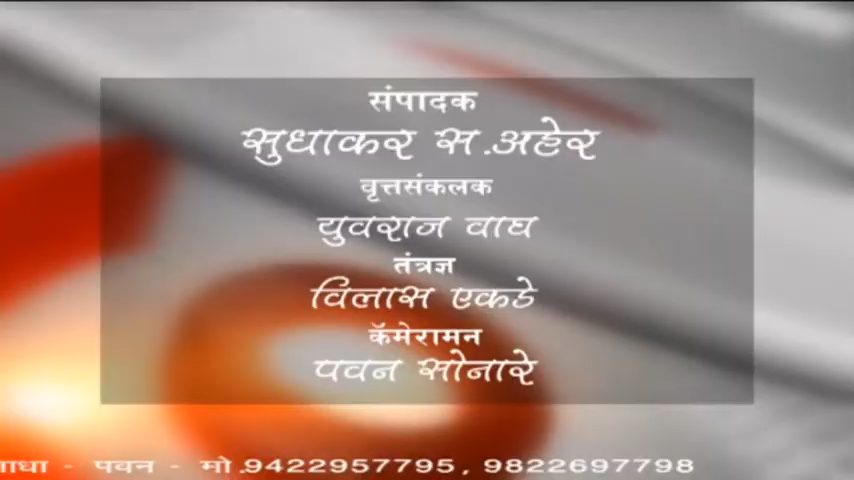 संपादक
सुधाकर स.अहेर
वृत्तसंकलक
युवराज वाघ
तंत्रज्ञ
विलास एकडे
कॅमेरामन
पवन सोनारे
पवन - मो.9422957795, 9822697798